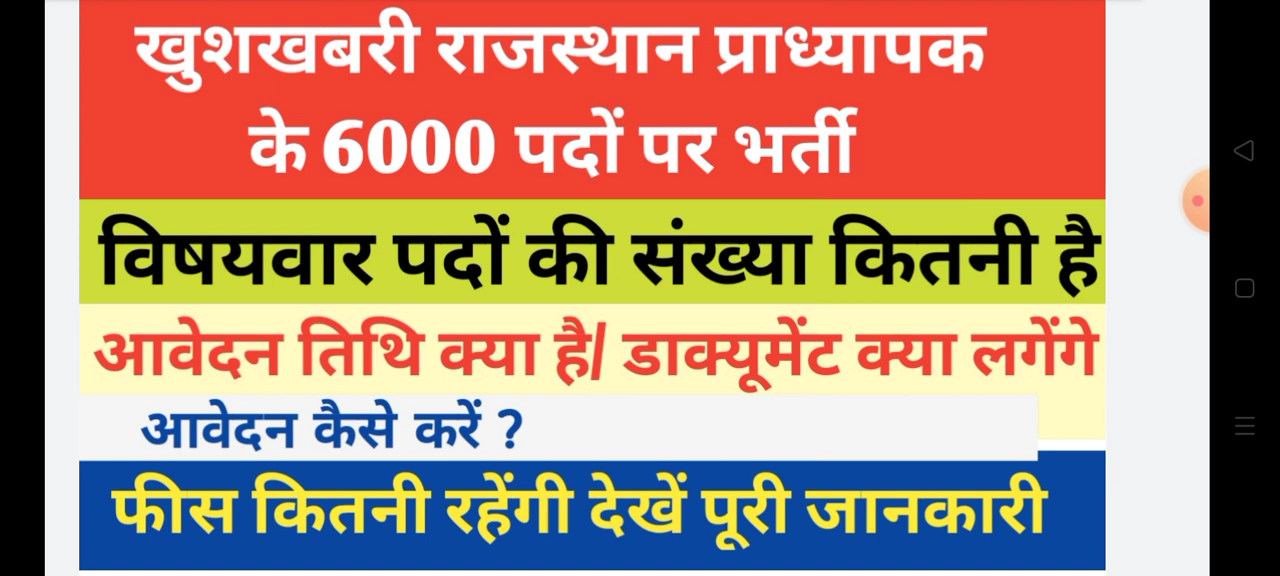 खुशखबरी राजस्थान प्राध्यापक
के 6000 पदों पर भर्ती
विषयवार पदों की संख्या कितनी है
आवेदन तिथि क्या है/ डाक्यूमेंट क्या लगेंगे
आवेदन कैसे करें ?
फीस कितनी रहेंगी देखें पूरी जानकारी